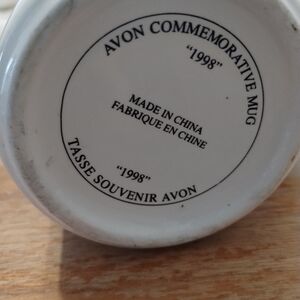 AVON COMMEMORATIVE MUG
"1998"
MADE IN CHINA
FABRIQUE EN CHINE
"1998"
TASSE SOUVENIR AVON